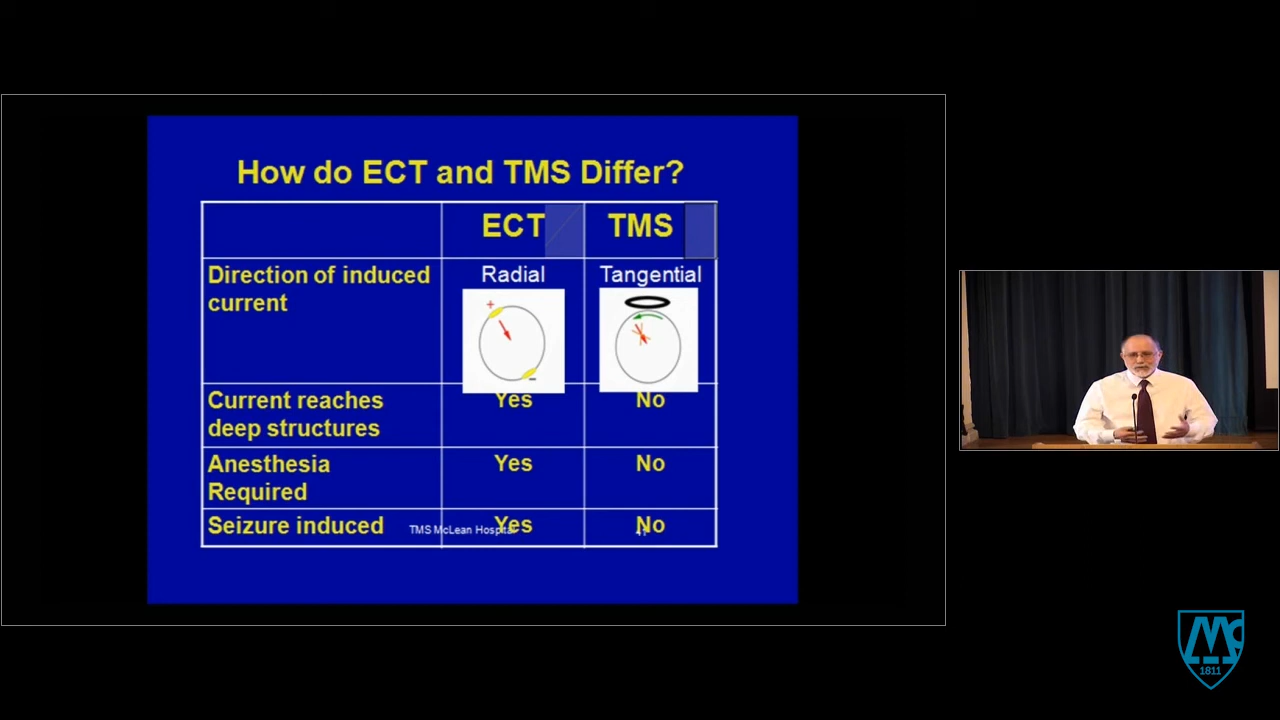 How do ECT and TMS Differ?
ECT TMS
Direction of induced Radial Tangential
current
+
−
Current reaches Yes No
deep structures
Anesthesia Yes No
Required
Seizure induced Yes No
TMS McLean Hospital
Mc
1811